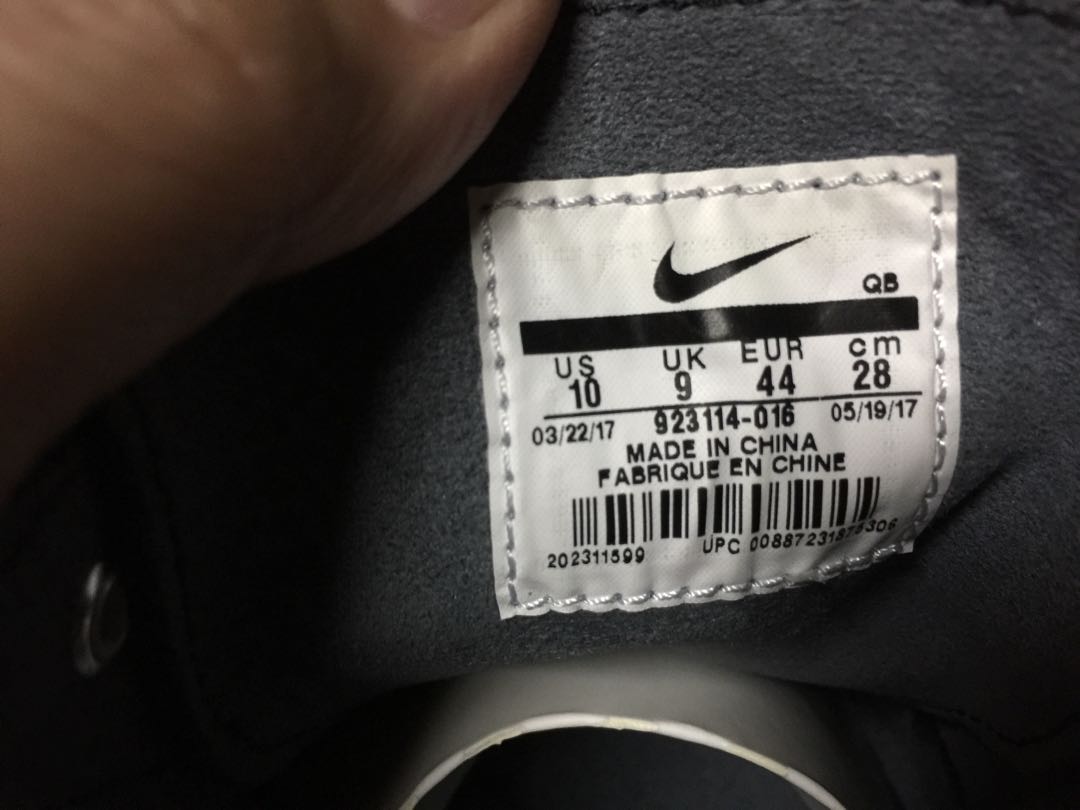 QB
US UK EUR cm
10 9 44 28
03/22/17 923114-016 05/19/17
MADE IN CHINA
FABRIQUE EN CHINE
202311599 UPC 00887231875306